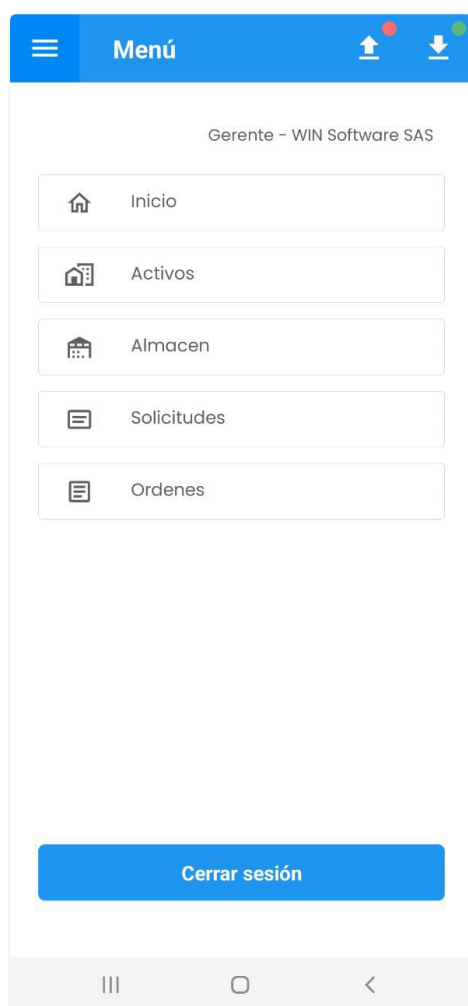 Menú
Gerente - WIN Software SAS
Inicio
Activos
Almacen
Solicitudes
Ordenes
Cerrar sesión